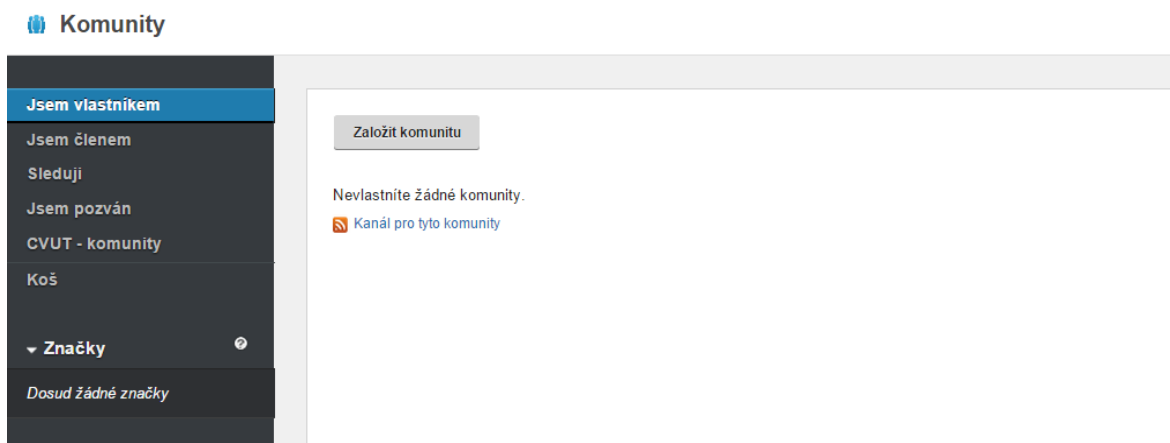 Komunity
Jsem vlastníkem
Jsem členem
Sleduji
Jsem pozván
CVUT - komunity
Koš
Značky
Dosud žádné značky
Založit komunitu
Nevlastníte žádné komunity.
Kanál pro tyto komunity